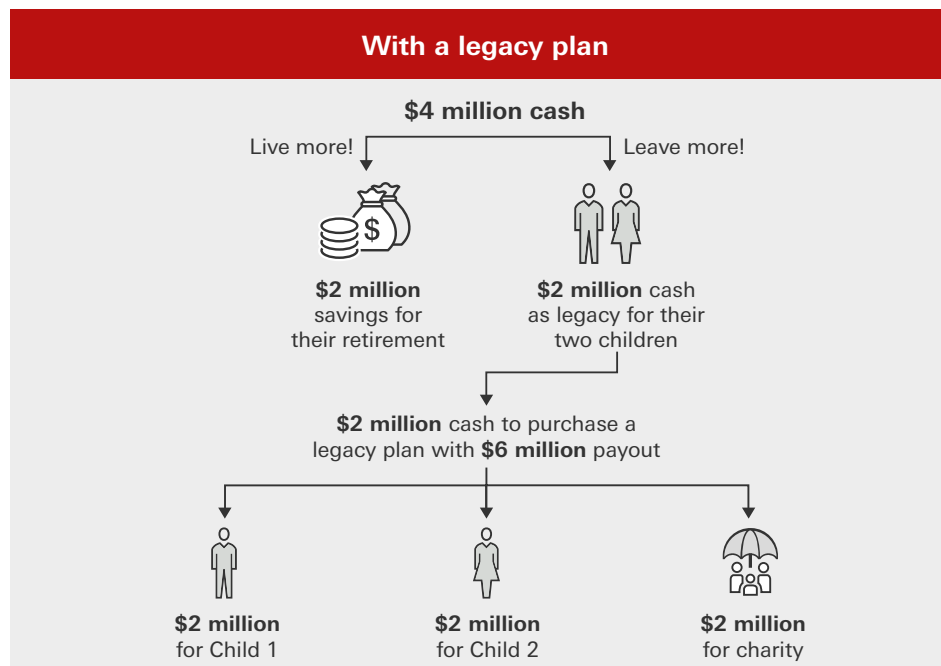 With a legacy plan
$4 million cash
Live more!
Leave more!
$
$2 million
savings for
their retirement
$2 million cash
as legacy for their
two children
$2 million cash to purchase a
legacy plan with $6 million payout
$2 million
for Child 1
$2 million
for Child 2
$2 million
for charity